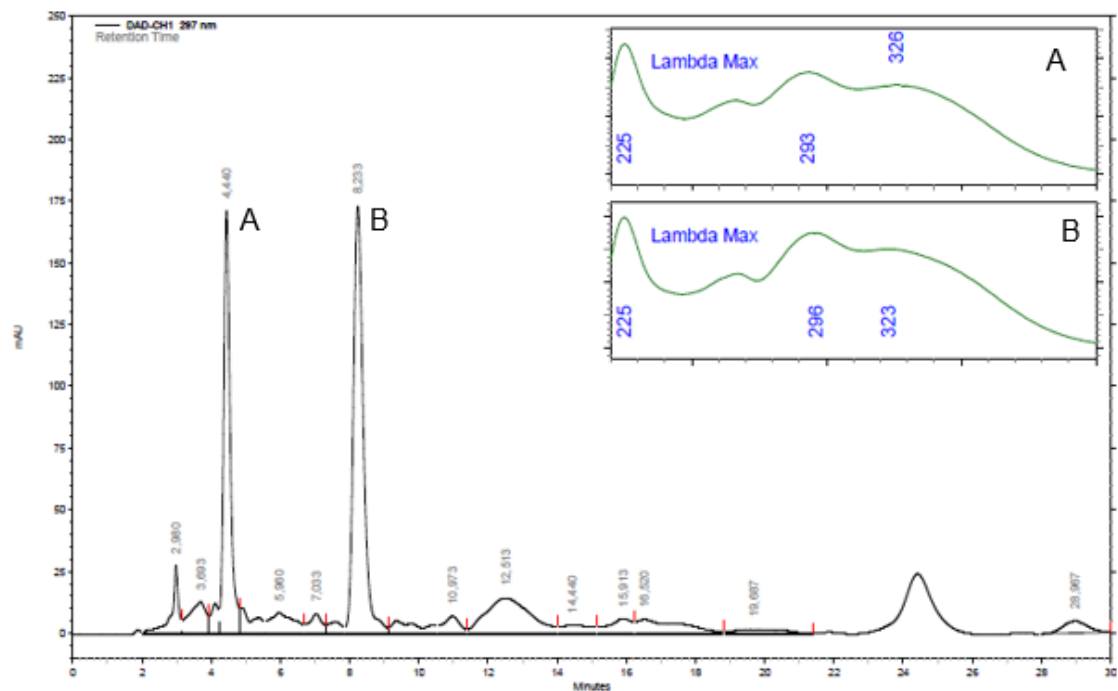 250
225
200
175
150
125
100
75
50
25
0
mAU
DAD-CH1 297 nm
Retention Time
2,980
3,693
4,440
A
5,960
7,033
8,233
B
10,973
12,513
14,440
15,913
16,520
19,687
28,967
0 2 4 6 8 10 12 14 16 18 20 22 24 26 28 30
Minutes
Lambda Max
326
A
225
293
Lambda Max
B
225
296
323